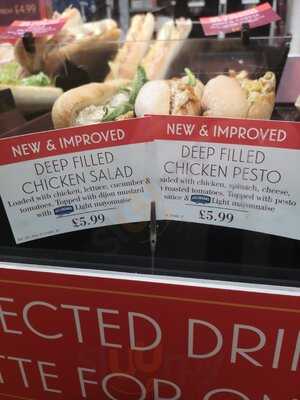 £4.99
NEW & IMPROVED
DEEP FILLED
CHICKEN SALAD
Loaded with chicken, lettuce, cucumber &
tomatoes. Topped with dijon mustard
with Light mayonnaise
£5.99
NEW & IMPROVED
DEEP FILLED
CHICKEN PESTO
with chicken, spinach, cheese,
roasted tomatoes. Topped with pesto
sauce & Light mayonnaise
£5.99
ECTED DRI
TTE FOR